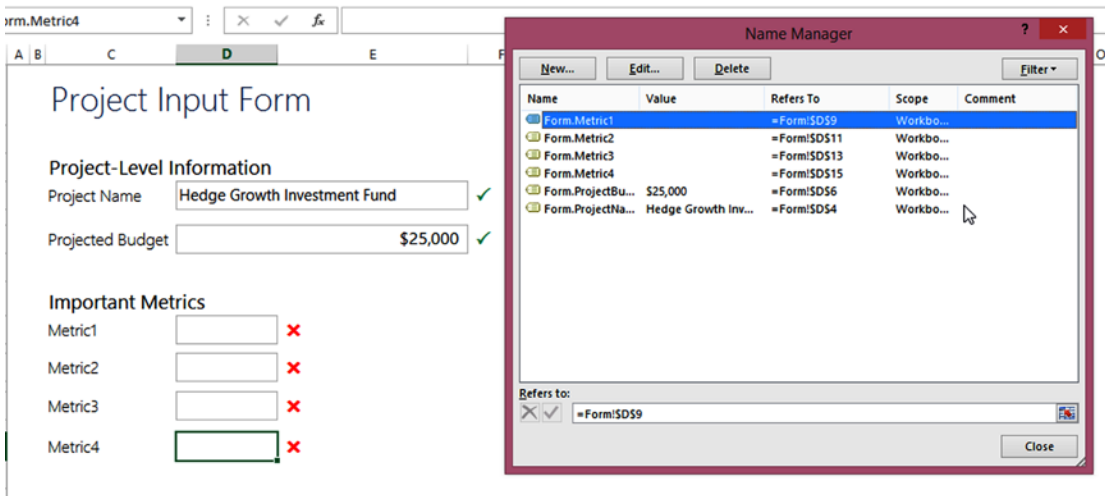 orm.Metric4 fx
Name Manager ?
A B C D E F O
New... Edit... Delete Filter
Project Input Form
Name Value Refers To Scope Comment
Form.Metric1 =Form!$D$9 Workbo...
Form.Metric2 =Form!$D$11 Workbo...
Form.Metric3 =Form!$D$13 Workbo...
Form.Metric4 =Form!$D$15 Workbo...
Form.ProjectBu... $25,000 =Form!$D$6 Workbo...
Form.ProjectNa... Hedge Growth Inv... =Form!$D$4 Workbo...
Project-Level Information
Project Name Hedge Growth Investment Fund
Projected Budget $25,000
Important Metrics
Metric1
Metric2
Metric3
Metric4
Refers to:
=Form!$D$9
Close